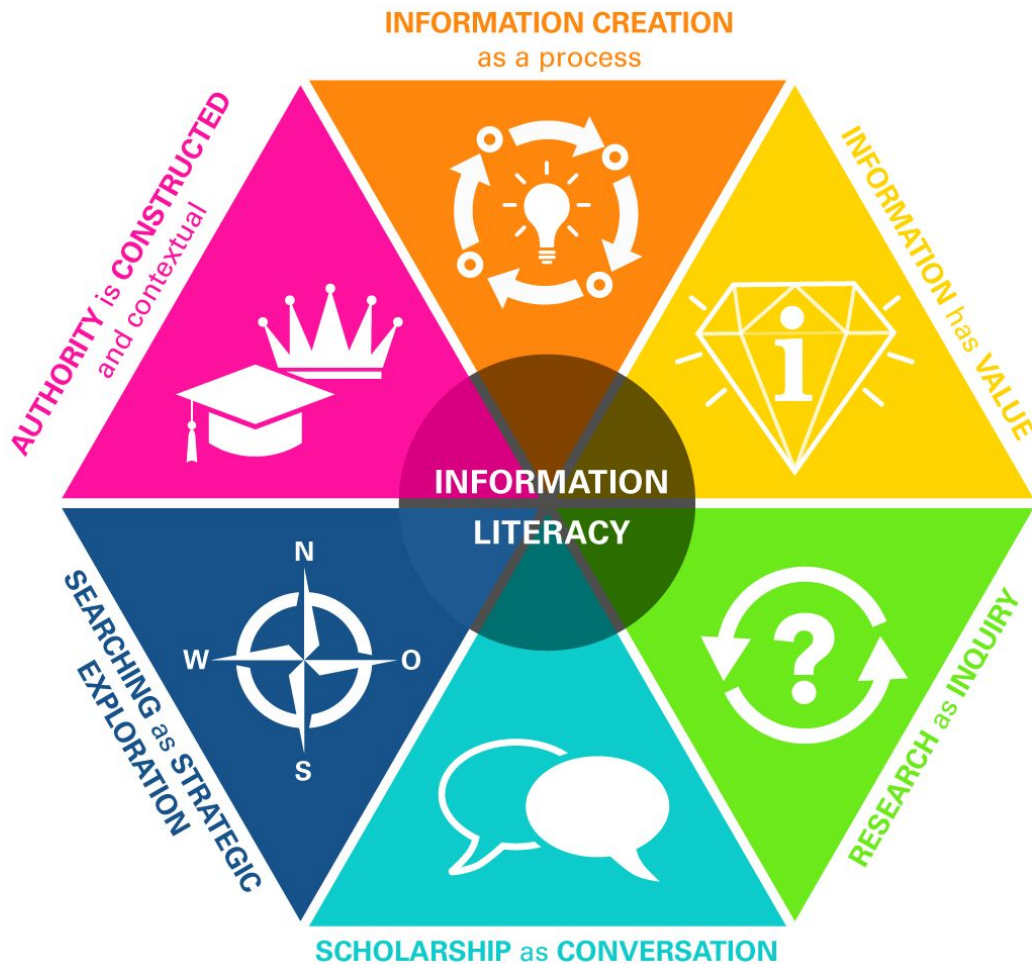 INFORMATION CREATION
as a process
AUTHORITY is CONSTRUCTED
and contextual
INFORMATION has VALUE
i
INFORMATION
LITERACY
N
W
O
S
?
SEARCHING as STRATEGIC
EXPLORATION
RESEARCH as INQUIRY
SCHOLARSHIP as CONVERSATION